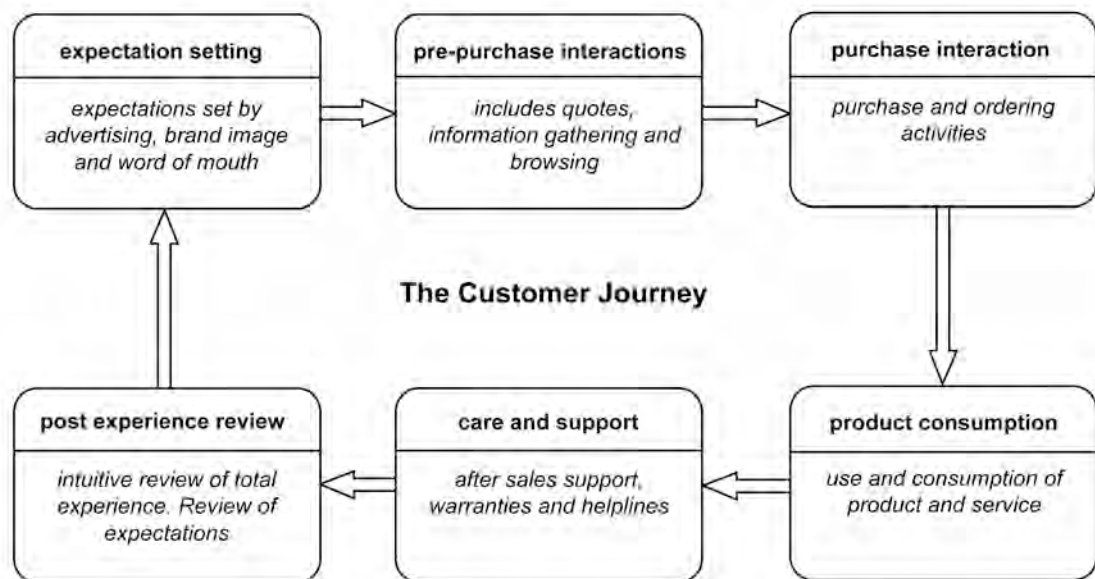 expectation setting
expectations set by
advertising, brand image
and word of mouth
pre-purchase interactions
includes quotes,
information gathering and
browsing
purchase interaction
purchase and ordering
activities
The Customer Journey
post experience review
intuitive review of total
experience. Review of
expectations
care and support
after sales support,
warranties and helplines
product consumption
use and consumption of
product and service